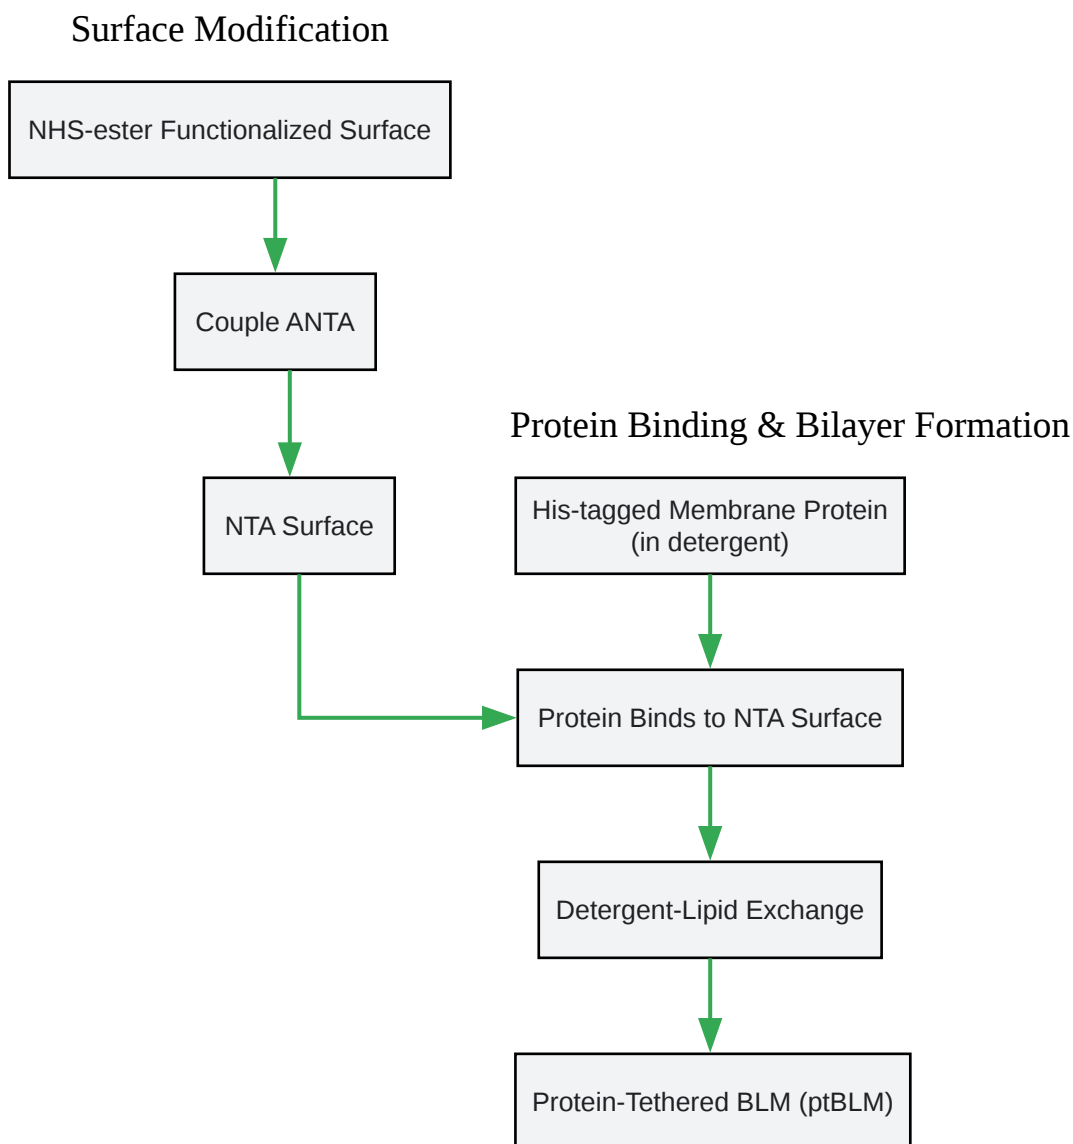 Surface Modification
NHS-ester Functionalized Surface
Couple ANTA
NTA Surface
Protein Binding & Bilayer Formation
His-tagged Membrane Protein
(in detergent)
Protein Binds to NTA Surface
Detergent-Lipid Exchange
Protein-Tethered BLM (ptBLM)